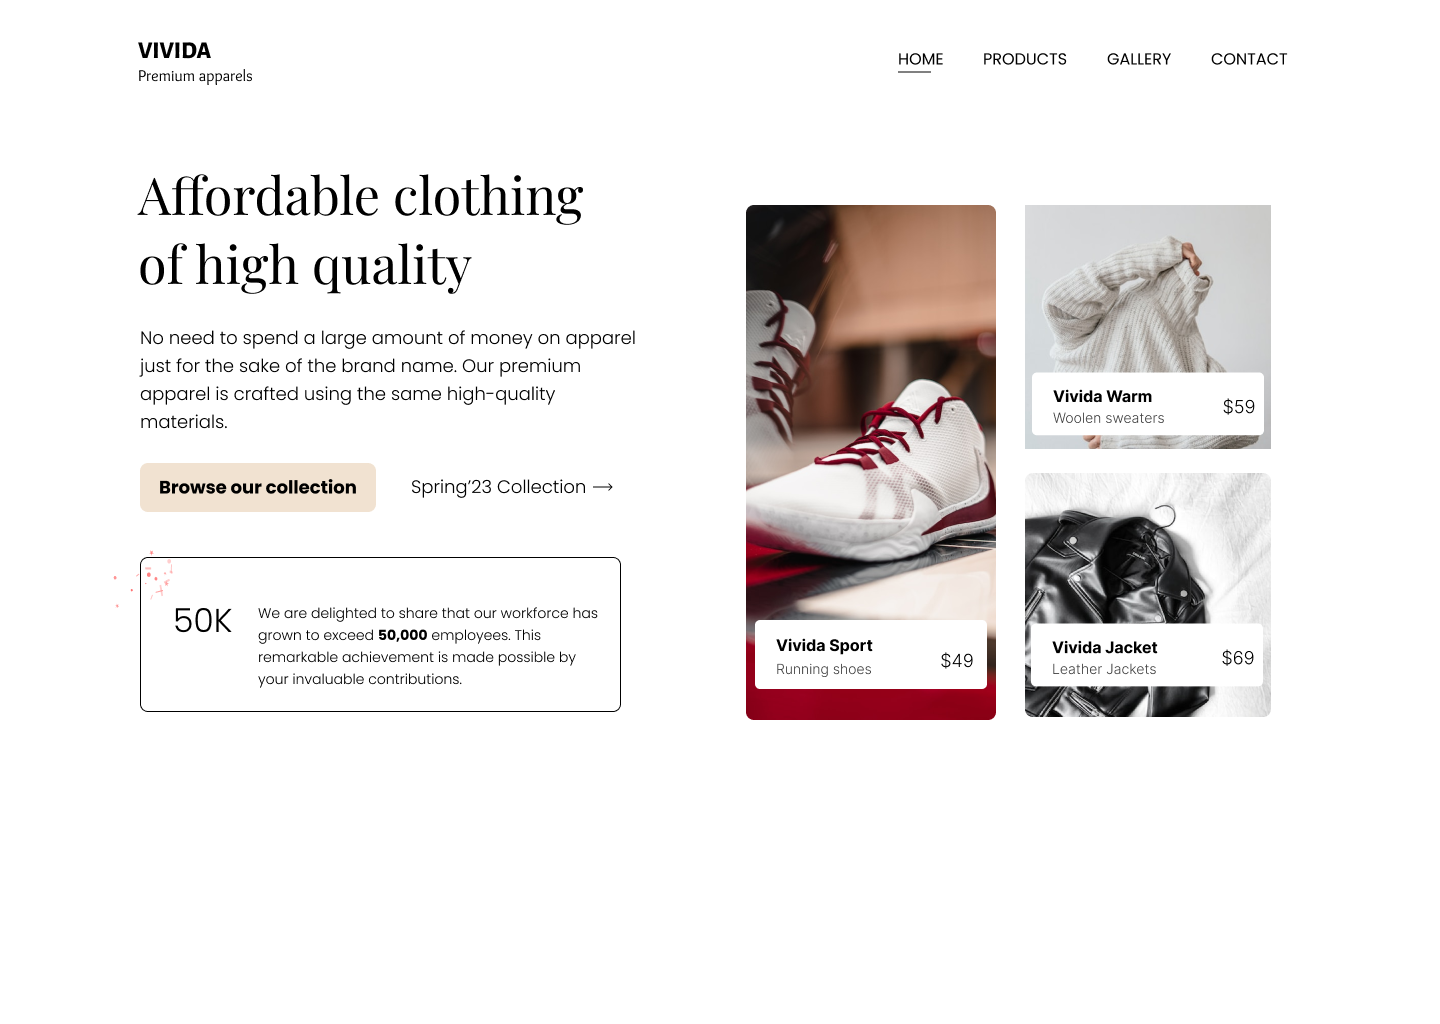 VIVIDA
Premium apparels
HOME
PRODUCTS
GALLERY
CONTACT
Affordable clothing
of high quality
No need to spend a large amount of money on apparel
just for the sake of the brand name. Our premium
apparel is crafted using the same high-quality
materials.
Browse our collection
Spring’23 Collection →
50K
We are delighted to share that our workforce has
grown to exceed 50,000 employees. This
remarkable achievement is made possible by
your invaluable contributions.
Vivida Sport
Running shoes
$49
Vivida Warm
Woolen sweaters
$59
Vivida Jacket
Leather Jackets
$69